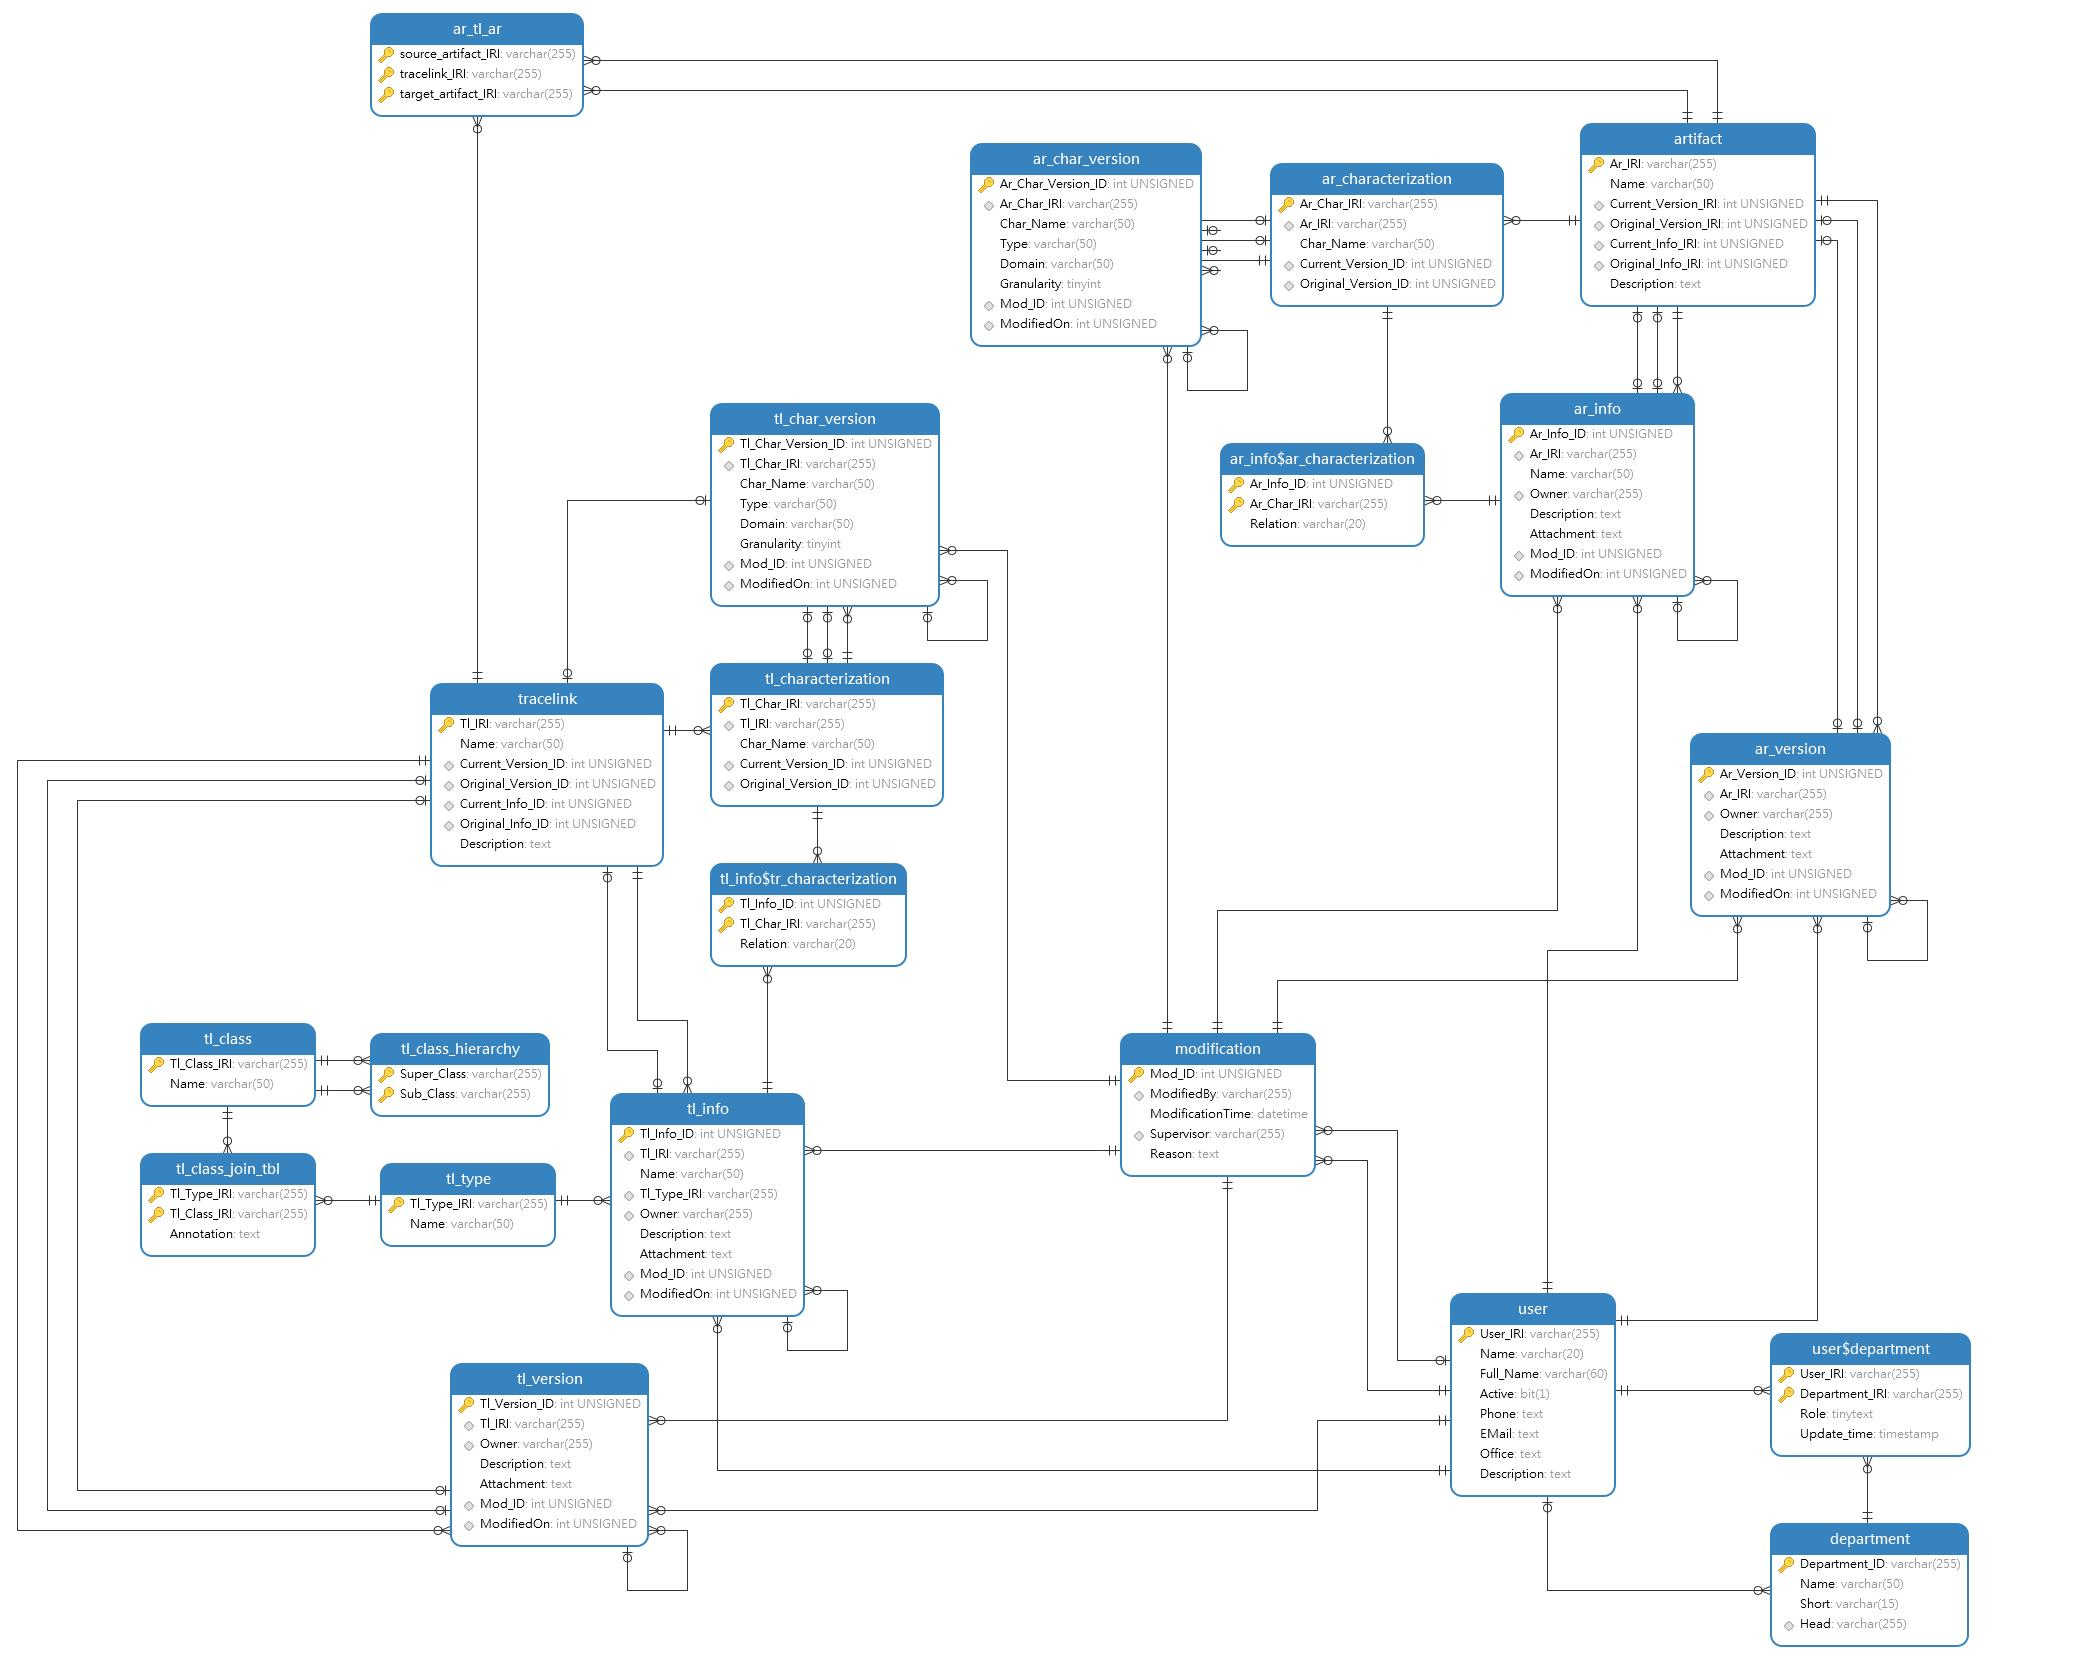 ar_tl_ar
source_artifact_IRI: varchar(255)
tracelink_IRI: varchar(255)
target_artifact_IRI: varchar(255)
artifact
Ar_IRI: varchar(255)
Name: varchar(50)
Current_Version_IRI: int UNSIGNED
Original_Version_IRI: int UNSIGNED
Current_Info_IRI: int UNSIGNED
Original_Info_IRI: int UNSIGNED
Description: text
ar_char_version
Ar_Char_Version_ID: int UNSIGNED
Ar_Char_IRI: varchar(255)
Char_Name: varchar(50)
Type: varchar(50)
Domain: varchar(50)
Granularity: tinyint
Mod_ID: int UNSIGNED
ModifiedOn: int UNSIGNED
ar_characterization
Ar_Char_IRI: varchar(255)
Ar_IRI: varchar(255)
Char_Name: varchar(50)
Current_Version_ID: int UNSIGNED
Original_Version_ID: int UNSIGNED
tl_char_version
Tl_Char_Version_ID: int UNSIGNED
Tl_Char_IRI: varchar(255)
Char_Name: varchar(50)
Type: varchar(50)
Domain: varchar(50)
Granularity: tinyint
Mod_ID: int UNSIGNED
ModifiedOn: int UNSIGNED
ar_info$ar_characterization
Ar_Info_ID: int UNSIGNED
Ar_Char_IRI: varchar(255)
Relation: varchar(20)
ar_info
Ar_Info_ID: int UNSIGNED
Ar_IRI: varchar(255)
Name: varchar(50)
Owner: varchar(255)
Description: text
Attachment: text
Mod_ID: int UNSIGNED
ModifiedOn: int UNSIGNED
tracelink
Tl_IRI: varchar(255)
Name: varchar(50)
Current_Version_ID: int UNSIGNED
Original_Version_ID: int UNSIGNED
Current_Info_ID: int UNSIGNED
Original_Info_ID: int UNSIGNED
Description: text
tl_characterization
Tl_Char_IRI: varchar(255)
Tl_IRI: varchar(255)
Char_Name: varchar(50)
Current_Version_ID: int UNSIGNED
Original_Version_ID: int UNSIGNED
ar_version
Ar_Version_ID: int UNSIGNED
Ar_IRI: varchar(255)
Owner: varchar(255)
Description: text
Attachment: text
Mod_ID: int UNSIGNED
ModifiedOn: int UNSIGNED
tl_info$tr_characterization
Tl_Info_ID: int UNSIGNED
Tl_Char_IRI: varchar(255)
Relation: varchar(20)
tl_class
Tl_Class_IRI: varchar(255)
Name: varchar(50)
tl_class_hierarchy
Super_Class: varchar(255)
Sub_Class: varchar(255)
modification
Mod_ID: int UNSIGNED
ModifiedBy: varchar(255)
ModificationTime: datetime
Supervisor: varchar(255)
Reason: text
tl_info
Tl_Info_ID: int UNSIGNED
Tl_IRI: varchar(255)
Name: varchar(50)
Tl_Type_IRI: varchar(255)
Owner: varchar(255)
Description: text
Attachment: text
Mod_ID: int UNSIGNED
ModifiedOn: int UNSIGNED
tl_class_join_tbl
Tl_Type_IRI: varchar(255)
Tl_Class_IRI: varchar(255)
Annotation: text
tl_type
Tl_Type_IRI: varchar(255)
Name: varchar(50)
user
User_IRI: varchar(255)
Name: varchar(20)
Full_Name: varchar(60)
Active: bit(1)
Phone: text
EMail: text
Office: text
Description: text
user$department
User_IRI: varchar(255)
Department_IRI: varchar(255)
Role: tinytext
Update_time: timestamp
tl_version
Tl_Version_ID: int UNSIGNED
Tl_IRI: varchar(255)
Owner: varchar(255)
Description: text
Attachment: text
Mod_ID: int UNSIGNED
ModifiedOn: int UNSIGNED
department
Department_ID: varchar(255)
Name: varchar(50)
Short: varchar(15)
Head: varchar(255)